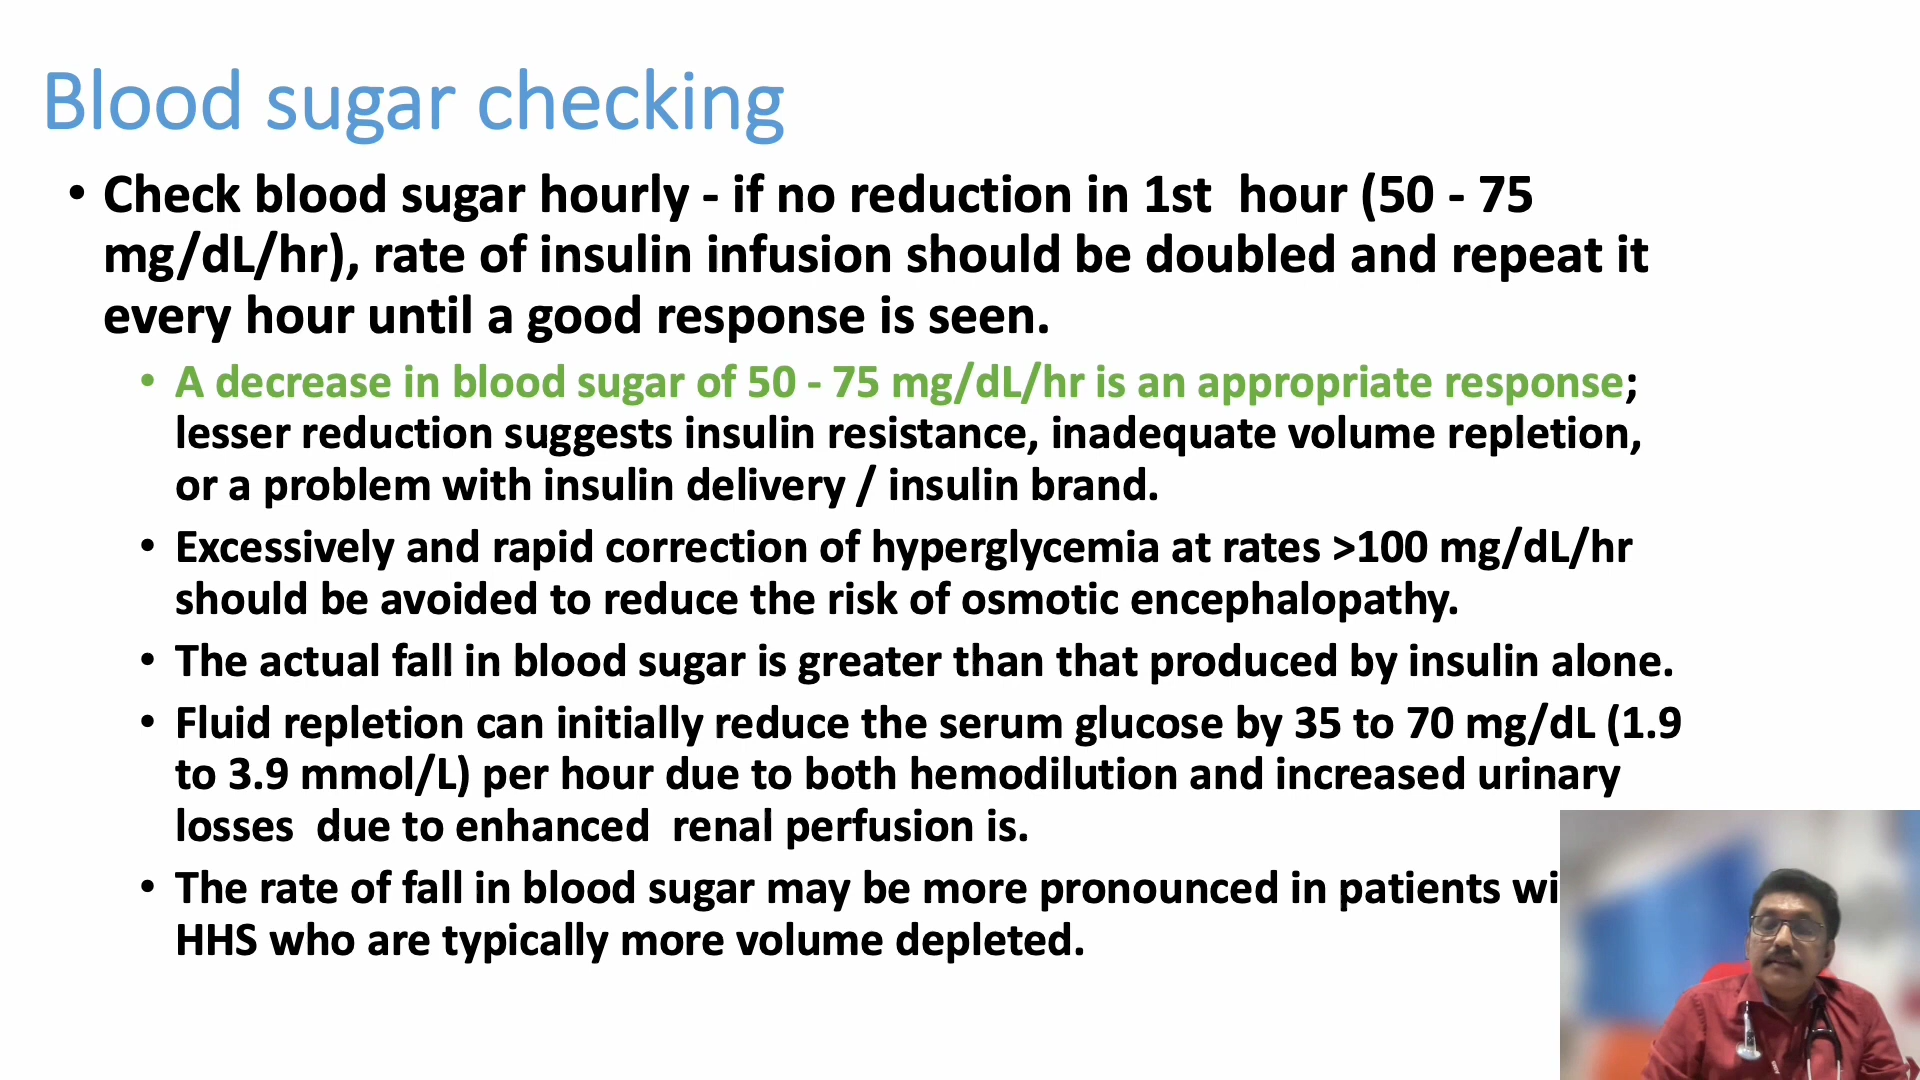 Blood sugar checking
• Check blood sugar hourly - if no reduction in 1st  hour (50 - 75
mg/dL/hr), rate of insulin infusion should be doubled and repeat it
every hour until a good response is seen.
• A decrease in blood sugar of 50 - 75 mg/dL/hr is an appropriate response;
lesser reduction suggests insulin resistance, inadequate volume repletion,
or a problem with insulin delivery / insulin brand.
• Excessively and rapid correction of hyperglycemia at rates >100 mg/dL/hr
should be avoided to reduce the risk of osmotic encephalopathy.
• The actual fall in blood sugar is greater than that produced by insulin alone.
• Fluid repletion can initially reduce the serum glucose by 35 to 70 mg/dL (1.9
to 3.9 mmol/L) per hour due to both hemodilution and increased urinary
losses  due to enhanced  renal perfusion is.
• The rate of fall in blood sugar may be more pronounced in patients wi
HHS who are typically more volume depleted.